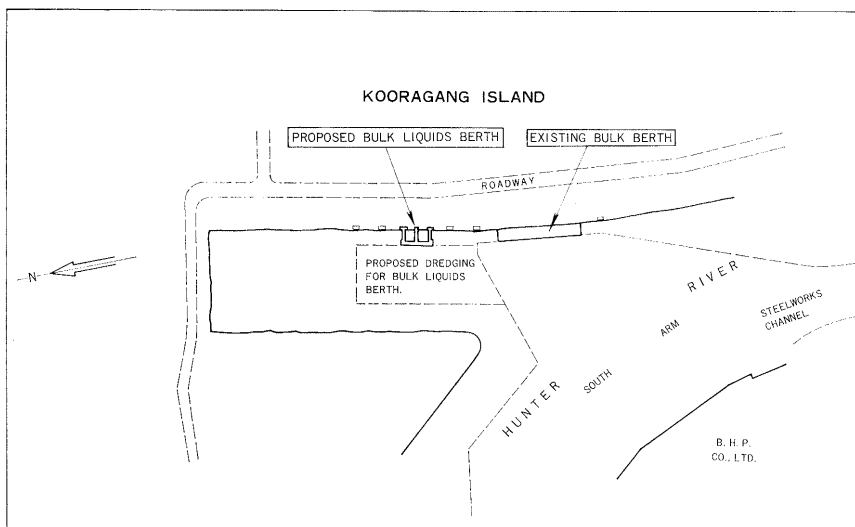 KOORAGANG ISLAND
PROPOSED BULK LIQUIDS BERTH
EXISTING BULK BERTH
ROADWAY
N
PROPOSED DREDGING
FOR BULK LIQUIDS
BERTH.
HUNTER RIVER
SOUTH ARM
STEELWORKS
CHANNEL
B. H. P.
CO., LTD.